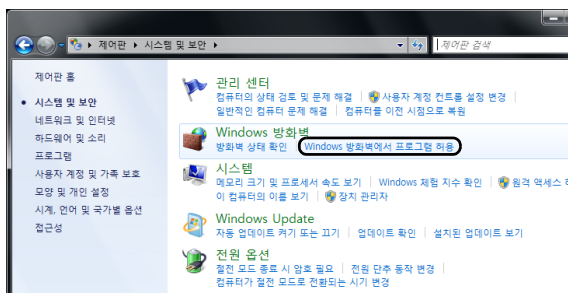 제어판 ▸ 시스템 및 보안 ▸
제어판 검색
제어판 홈
시스템 및 보안
네트워크 및 인터넷
하드웨어 및 소리
프로그램
사용자 계정 및 가족 보호
모양 및 개인 설정
시계, 언어 및 국가별 옵션
접근성
관리 센터
컴퓨터의 상태 검토 및 문제 해결 | 사용자 계정 컨트롤 설정 변경 |
일반적인 컴퓨터 문제 해결 | 컴퓨터를 이전 시점으로 복원
Windows 방화벽
방화벽 상태 확인 | Windows 방화벽에서 프로그램 허용
시스템
메모리 크기 및 프로세서 속도 보기 | Windows 체험 지수 확인 | 원격 액세스
이 컴퓨터의 이름 보기 | 장치 관리자
Windows Update
자동 업데이트 켜기 또는 끄기 | 업데이트 확인 | 설치된 업데이트 보기
전원 옵션
절전 모드 종료 시 암호 필요 | 전원 단추 동작 변경 |
컴퓨터가 절전 모드로 전환되는 시기 변경